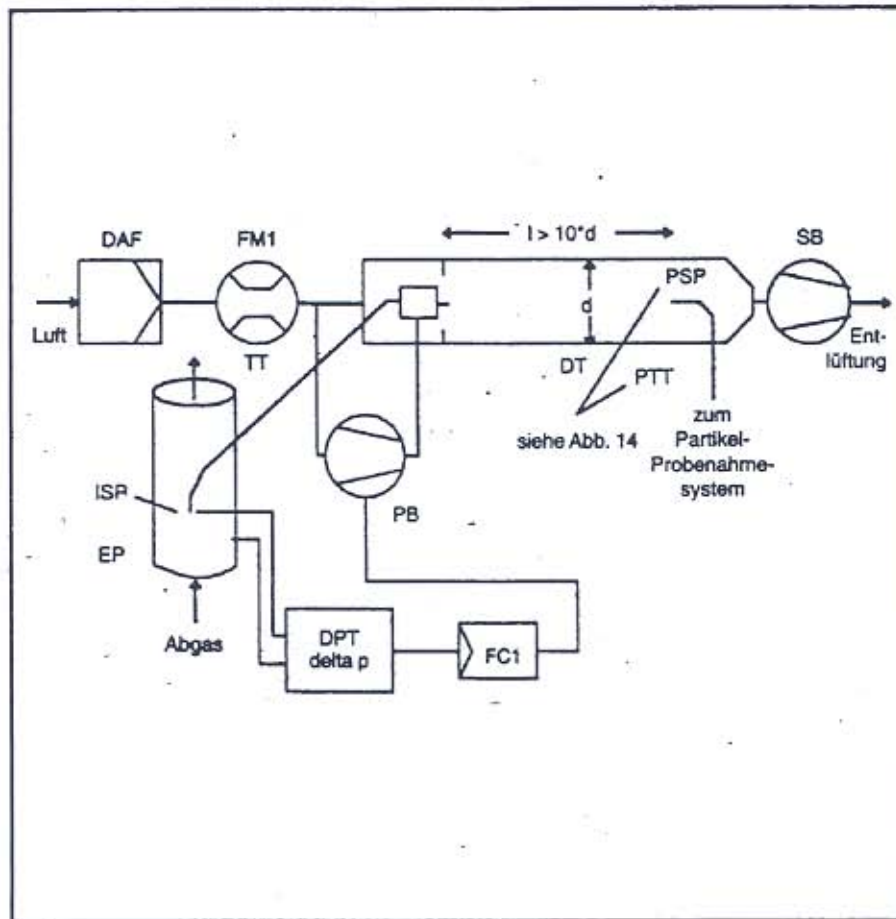 l > 10*d
DAF
FM1
SB
PSP
d
Luft
TT
DT
PTT
Ent-
lüftung
siehe Abb. 14
zum
Partikel-
Probenahme-
system
ISP
PB
EP
Abgas
DPT
delta p
FC1